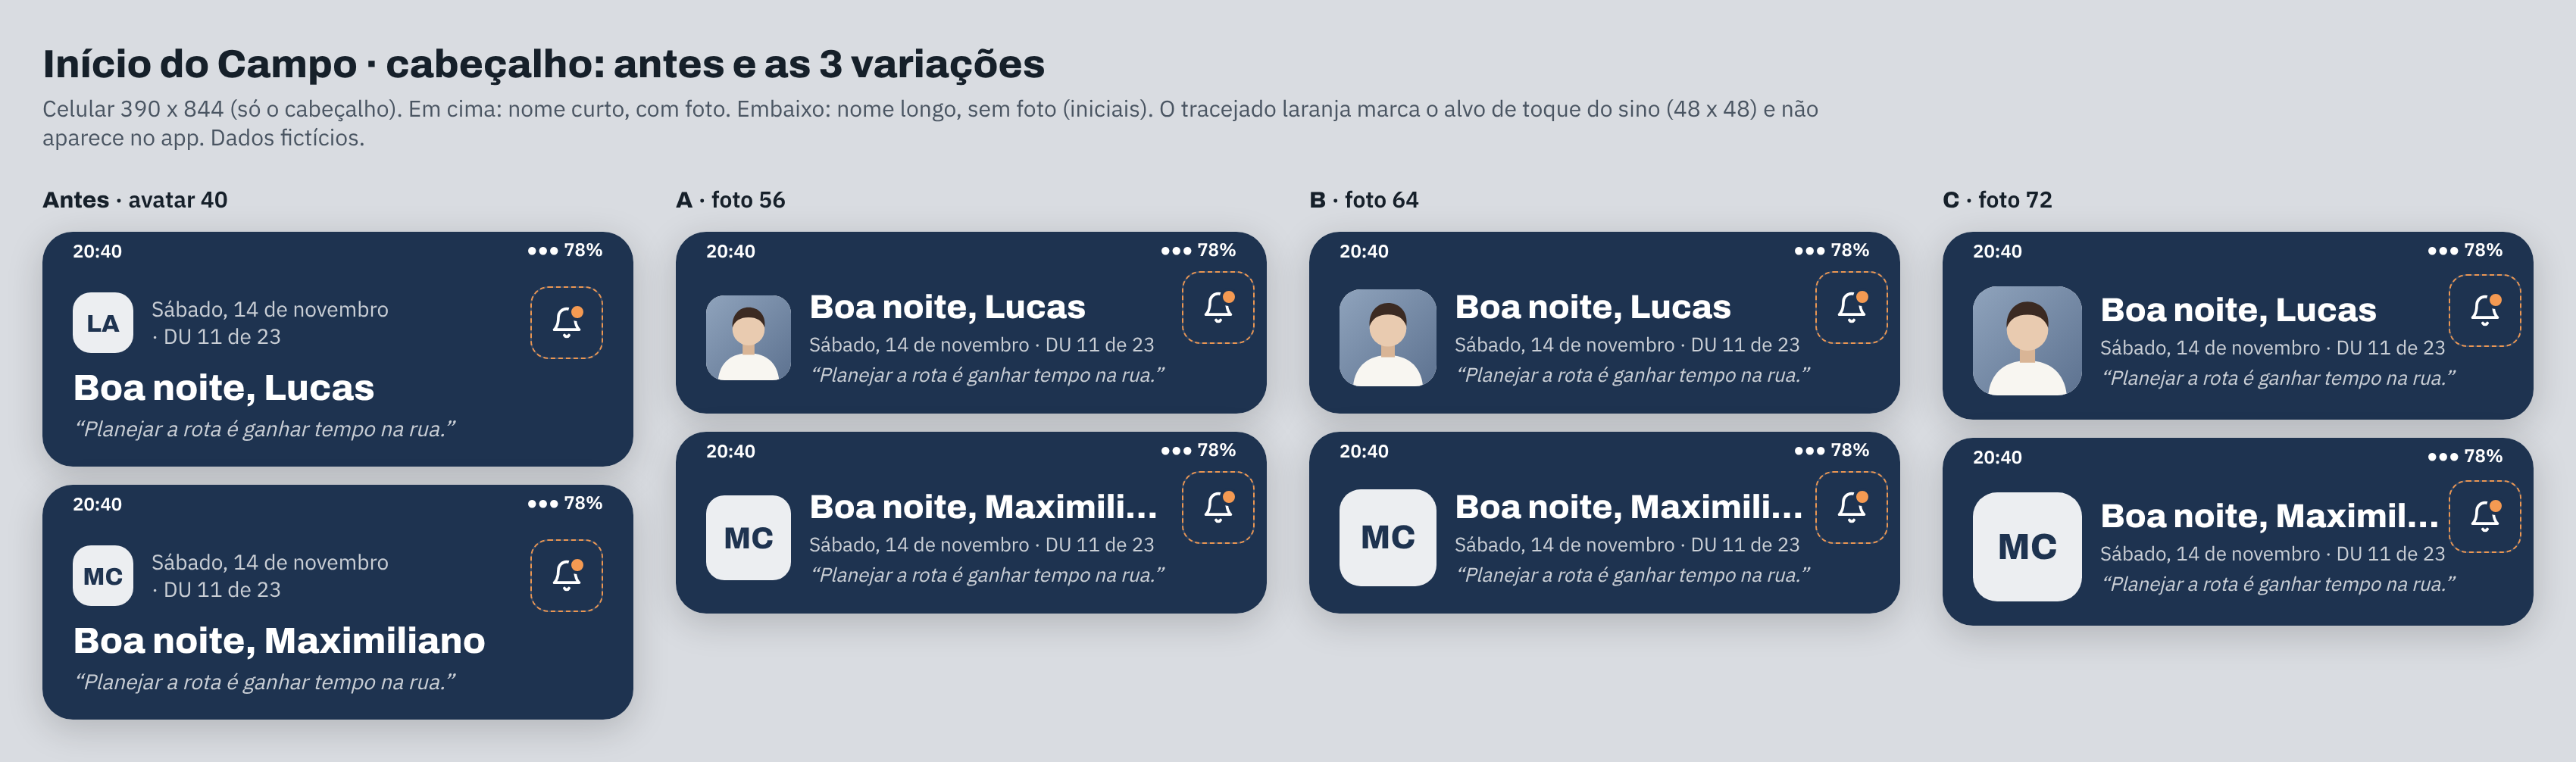 Início do Campo · cabeçalho: antes e as 3 variações
Celular 390 x 844 (só o cabeçalho). Em cima: nome curto, com foto. Embaixo: nome longo, sem foto (iniciais). O tracejado laranja marca o alvo de toque do sino (48 x 48) e não
aparece no app. Dados fictícios.
Antes · avatar 40
20:40
78%
LA
Sábado, 14 de novembro
· DU 11 de 23
Boa noite, Lucas
“Planejar a rota é ganhar tempo na rua.”
20:40
78%
MC
Sábado, 14 de novembro
· DU 11 de 23
Boa noite, Maximiliano
“Planejar a rota é ganhar tempo na rua.”
A · foto 56
20:40
78%
Boa noite, Lucas
Sábado, 14 de novembro · DU 11 de 23
“Planejar a rota é ganhar tempo na rua.”
20:40
78%
MC
Boa noite, Maximili...
Sábado, 14 de novembro · DU 11 de 23
“Planejar a rota é ganhar tempo na rua.”
B · foto 64
20:40
78%
Boa noite, Lucas
Sábado, 14 de novembro · DU 11 de 23
“Planejar a rota é ganhar tempo na rua.”
20:40
78%
MC
Boa noite, Maximili...
Sábado, 14 de novembro · DU 11 de 23
“Planejar a rota é ganhar tempo na rua.”
C · foto 72
20:40
78%
Boa noite, Lucas
Sábado, 14 de novembro · DU 11 de 23
“Planejar a rota é ganhar tempo na rua.”
20:40
78%
MC
Boa noite, Maximil...
Sábado, 14 de novembro · DU 11 de 23
“Planejar a rota é ganhar tempo na rua.”